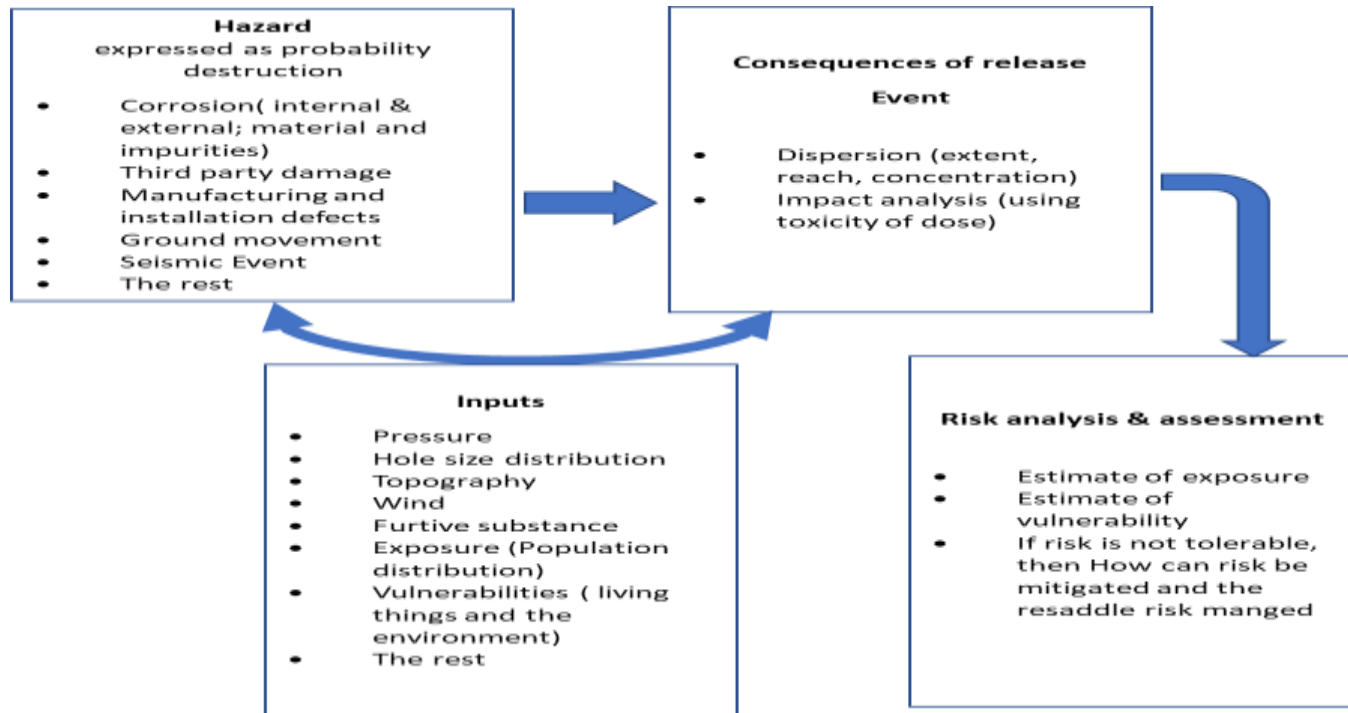 Hazard
expressed as probability
destruction
• Corrosion( internal &
external; material and
impurities)
• Third party damage
• Manufacturing and
installation defects
• Ground movement
• Seismic Event
• The rest
Consequences of release
Event
• Dispersion (extent,
reach, concentration)
• Impact analysis (using
toxicity of dose)
Inputs
• Pressure
• Hole size distribution
• Topography
• Wind
• Furtive substance
• Exposure (Population
distribution)
• Vulnerabilities ( living
things and the
environment)
• The rest
Risk analysis & assessment
• Estimate of exposure
• Estimate of
vulnerability
• If risk is not tolerable,
then How can risk be
mitigated and the
resaddle risk manged